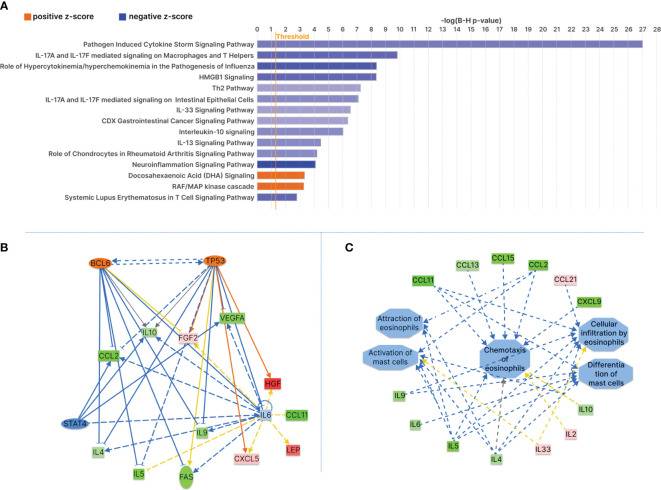 A
positive z-score
negative z-score
-log(B-H p-value)
0 1 2 3 4 5 6 7 8 9 10 11 12 13 14 15 16 17 18 19 20 21 22 23 24 25 26 27 28
Threshold
Pathogen Induced Cytokine Storm Signaling Pathway
IL-17A and IL-17F mediated signaling on Macrophages and T Helpers
Role of Hypercytokinemia/hyperchemokinemia in the Pathogenesis of Influenza
HMGB1 Signaling
Th2 Pathway
IL-17A and IL-17F mediated signaling on Intestinal Epithelial Cells
IL-33 Signaling Pathway
CDX Gastrointestinal Cancer Signaling Pathway
Interleukin-10 signaling
IL-13 Signaling Pathway
Role of Chondrocytes in Rheumatoid Arthritis Signaling Pathway
Neuroinflammation Signaling Pathway
Docosahexaenoic Acid (DHA) Signaling
RAF/MAP kinase cascade
Systemic Lupus Erythematosus in T Cell Signaling Pathway
B
BCL6
TP53
IL10
FGF2
VEGFA
CCL2
HGF
STAT4
IL6
CCL11
IL9
IL4
IL5
FAS
CXCL5
LEP
C
CCL11
CCL13
CCL15
CCL2
CCL21
CXCL9
Attraction of
eosinophils
Activation of
mast cells
Chemotaxis
of
eosinophils
Cellular
infiltration by
eosinophils
Differentia
tion of
mast cells
IL9
IL6
IL5
IL4
IL33
IL2
IL10